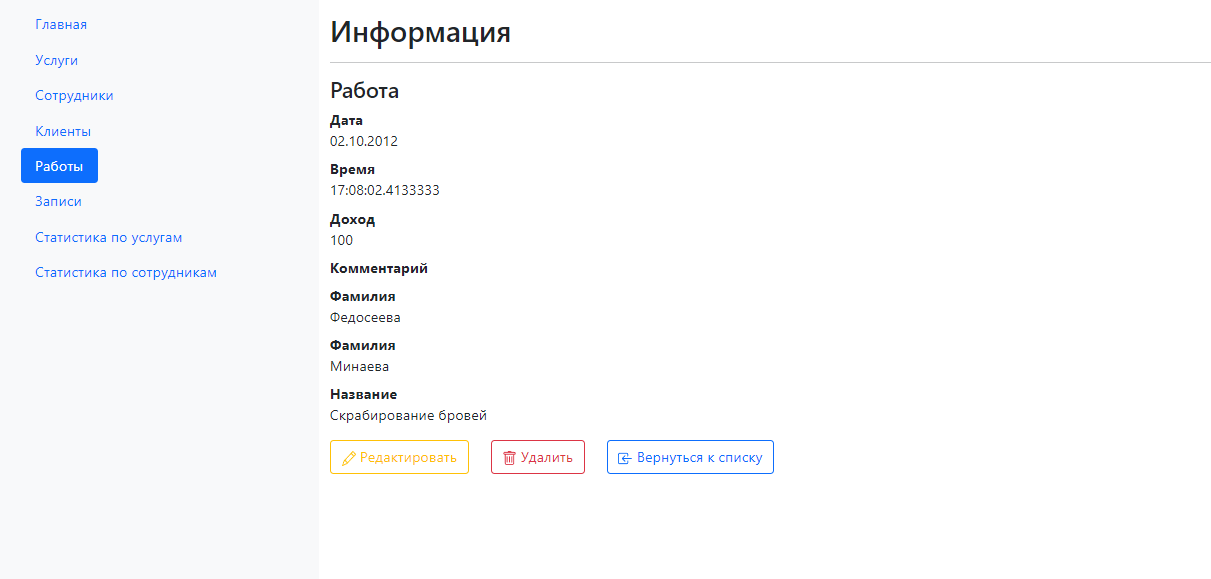 Главная
Услуги
Сотрудники
Клиенты
Работы
Записи
Статистика по услугам
Статистика по сотрудникам
Информация
Работа
Дата
02.10.2012
Время
17:08:02.4133333
Доход
100
Комментарий
Фамилия
Федосеева
Фамилия
Минаева
Название
Скрабирование бровей
Редактировать
Удалить
Вернуться к списку